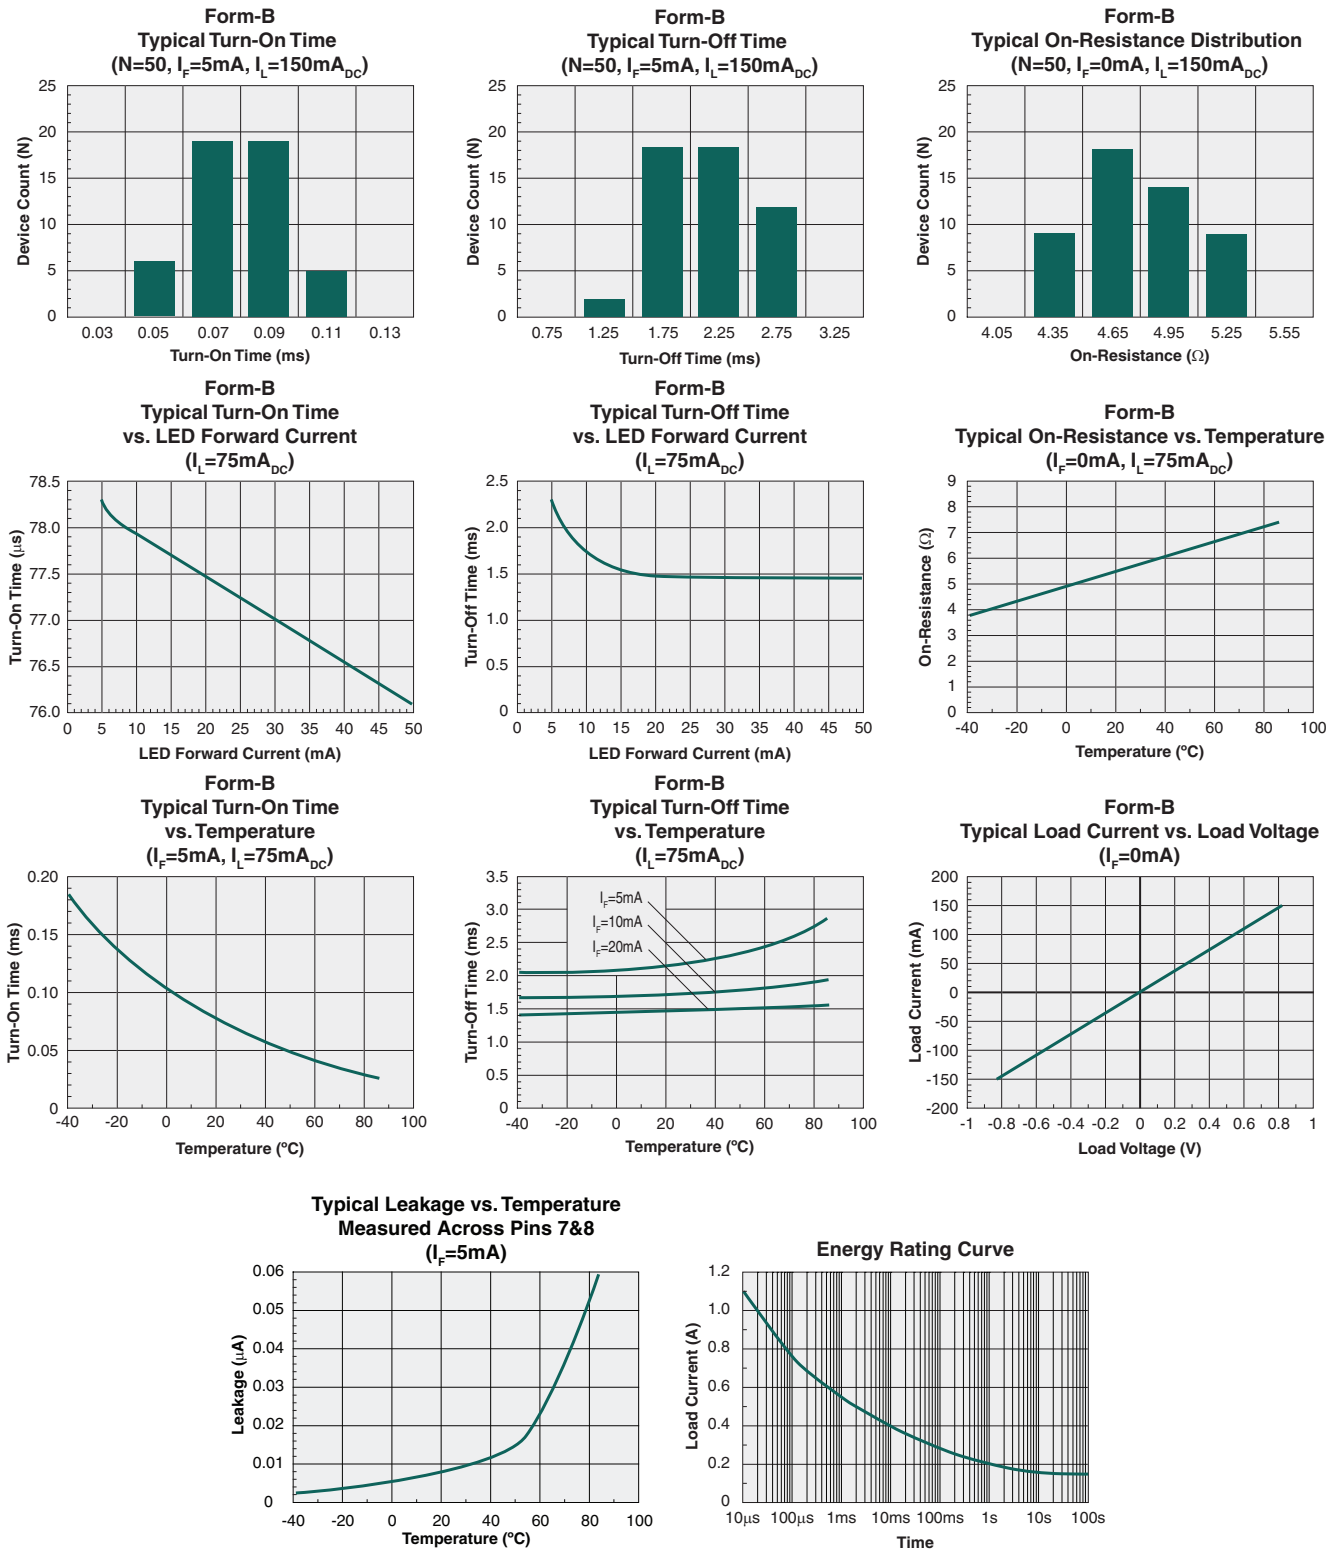 Form-B
Typical Turn-On Time
(N=50, IF=5mA, IL=150mADC)
25
20
15
10
5
0
Device Count (N)
0.03 0.05 0.07 0.09 0.11 0.13
Turn-On Time (ms)
Form-B
Typical Turn-Off Time
(N=50, IF=5mA, IL=150mADC)
25
20
15
10
5
0
Device Count (N)
0.75 1.25 1.75 2.25 2.75 3.25
Turn-Off Time (ms)
Form-B
Typical On-Resistance Distribution
(N=50, IF=0mA, IL=150mADC)
25
20
15
10
5
0
Device Count (N)
4.05 4.35 4.65 4.95 5.25 5.55
On-Resistance (Ω)
Form-B
Typical Turn-On Time
vs. LED Forward Current
(IL=75mADC)
78.5
78.0
77.5
77.0
76.5
76.0
Turn-On Time (μs)
0 5 10 15 20 25 30 35 40 45 50
LED Forward Current (mA)
Form-B
Typical Turn-Off Time
vs. LED Forward Current
(IL=75mADC)
2.5
2.0
1.5
1.0
0.5
0
Turn-Off Time (ms)
0 5 10 15 20 25 30 35 40 45 50
LED Forward Current (mA)
Form-B
Typical On-Resistance vs. Temperature
(IF=0mA, IL=75mADC)
9
8
7
6
5
4
3
2
1
0
On-Resistance (Ω)
-40 -20 0 20 40 60 80 100
Temperature (ºC)
Form-B
Typical Turn-On Time
vs. Temperature
(IF=5mA, IL=75mADC)
0.20
0.15
0.10
0.05
0
Turn-On Time (ms)
-40 -20 0 20 40 60 80 100
Temperature (ºC)
Form-B
Typical Turn-Off Time
vs. Temperature
(IL=75mADC)
3.5
3.0
2.5
2.0
1.5
1.0
0.5
0
Turn-Off Time (ms)
IF=5mA
IF=10mA
IF=20mA
-40 -20 0 20 40 60 80 100
Temperature (ºC)
Form-B
Typical Load Current vs. Load Voltage
(IF=0mA)
200
150
100
50
0
-50
-100
-150
-200
Load Current (mA)
-1 -0.8 -0.6 -0.4 -0.2 0 0.2 0.4 0.6 0.8 1
Load Voltage (V)
Typical Leakage vs. Temperature
Measured Across Pins 7&8
(IF=5mA)
0.06
0.05
0.04
0.03
0.02
0.01
0
Leakage (μA)
-40 -20 0 20 40 60 80 100
Temperature (ºC)
Energy Rating Curve
1.2
1.0
0.8
0.6
0.4
0.2
0
Load Current (A)
10μs 100μs 1ms 10ms 100ms 1s 10s 100s
Time